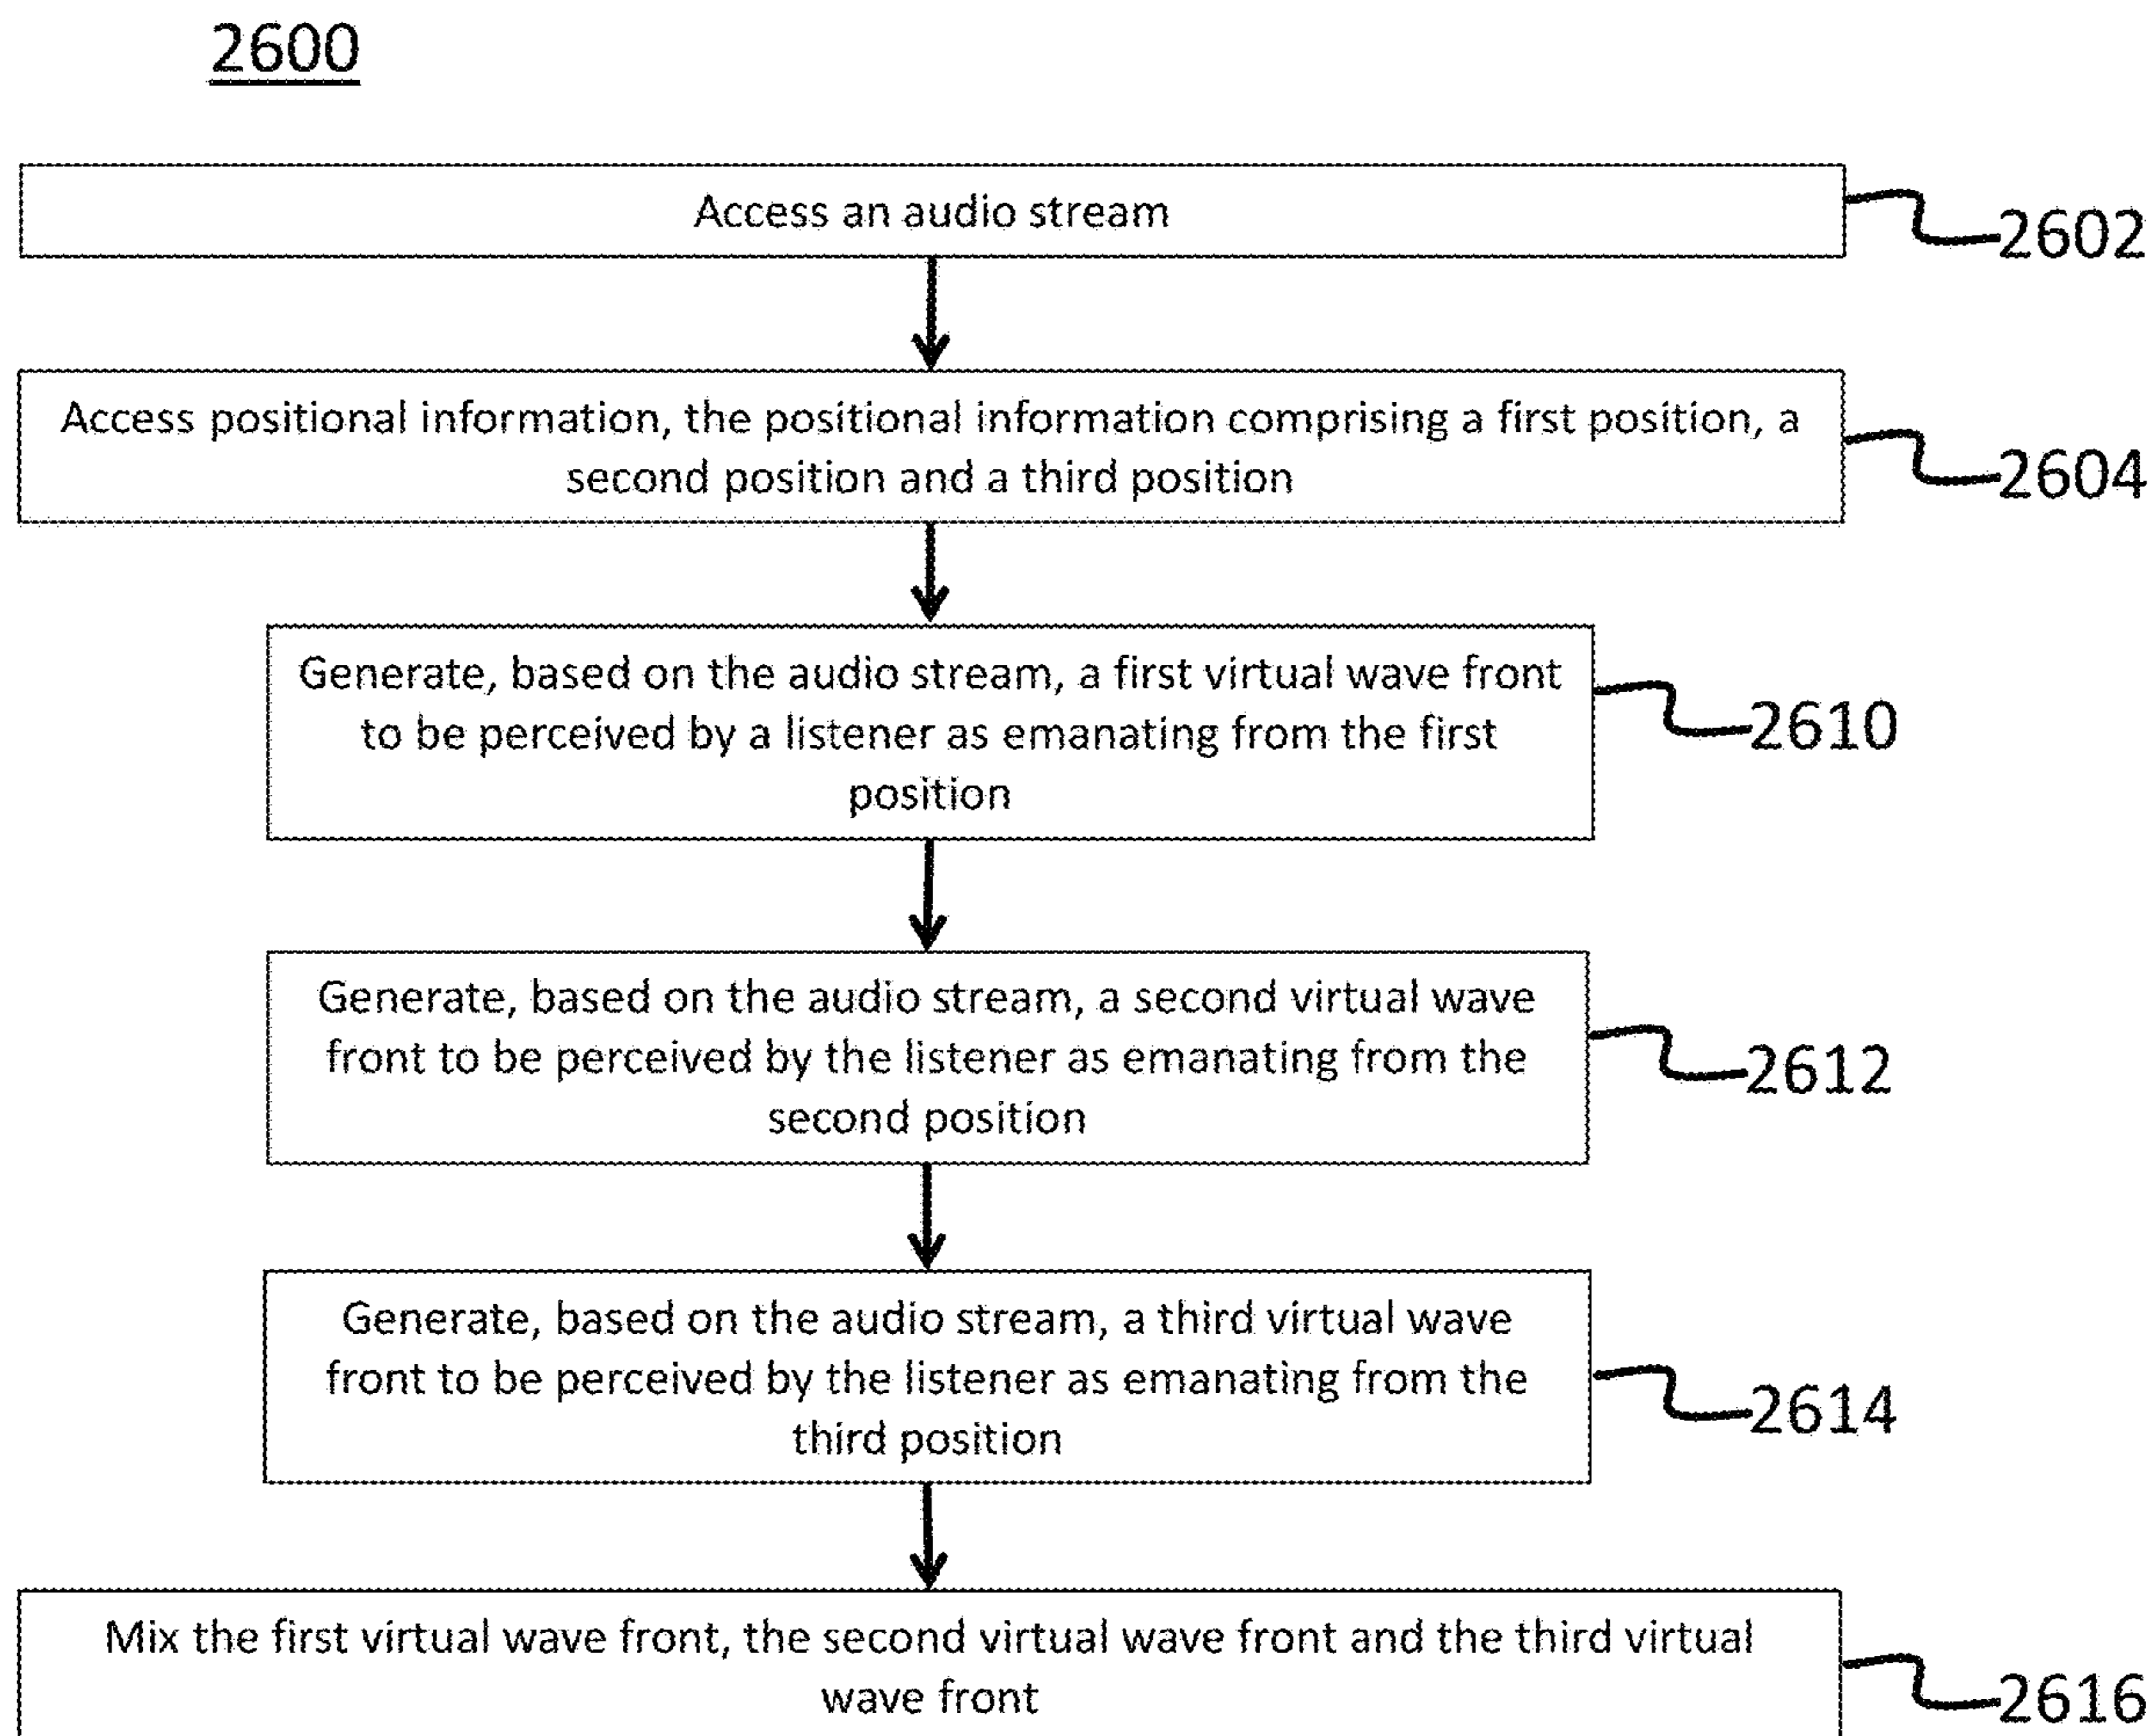 2600
Access an audio stream
2602
Access positional information, the positional information comprising a first position, a
second position and a third position
2604
Generate, based on the audio stream, a first virtual wave front
to be perceived by a listener as emanating from the first
position
2610
Generate, based on the audio stream, a second virtual wave
front to be perceived by the listener as emanating from the
second position
2612
Generate, based on the audio stream, a third virtual wave
front to be perceived by the listener as emanating from the
third position
2614
Mix the first virtual wave front, the second virtual wave front and the third virtual
wave front
2616